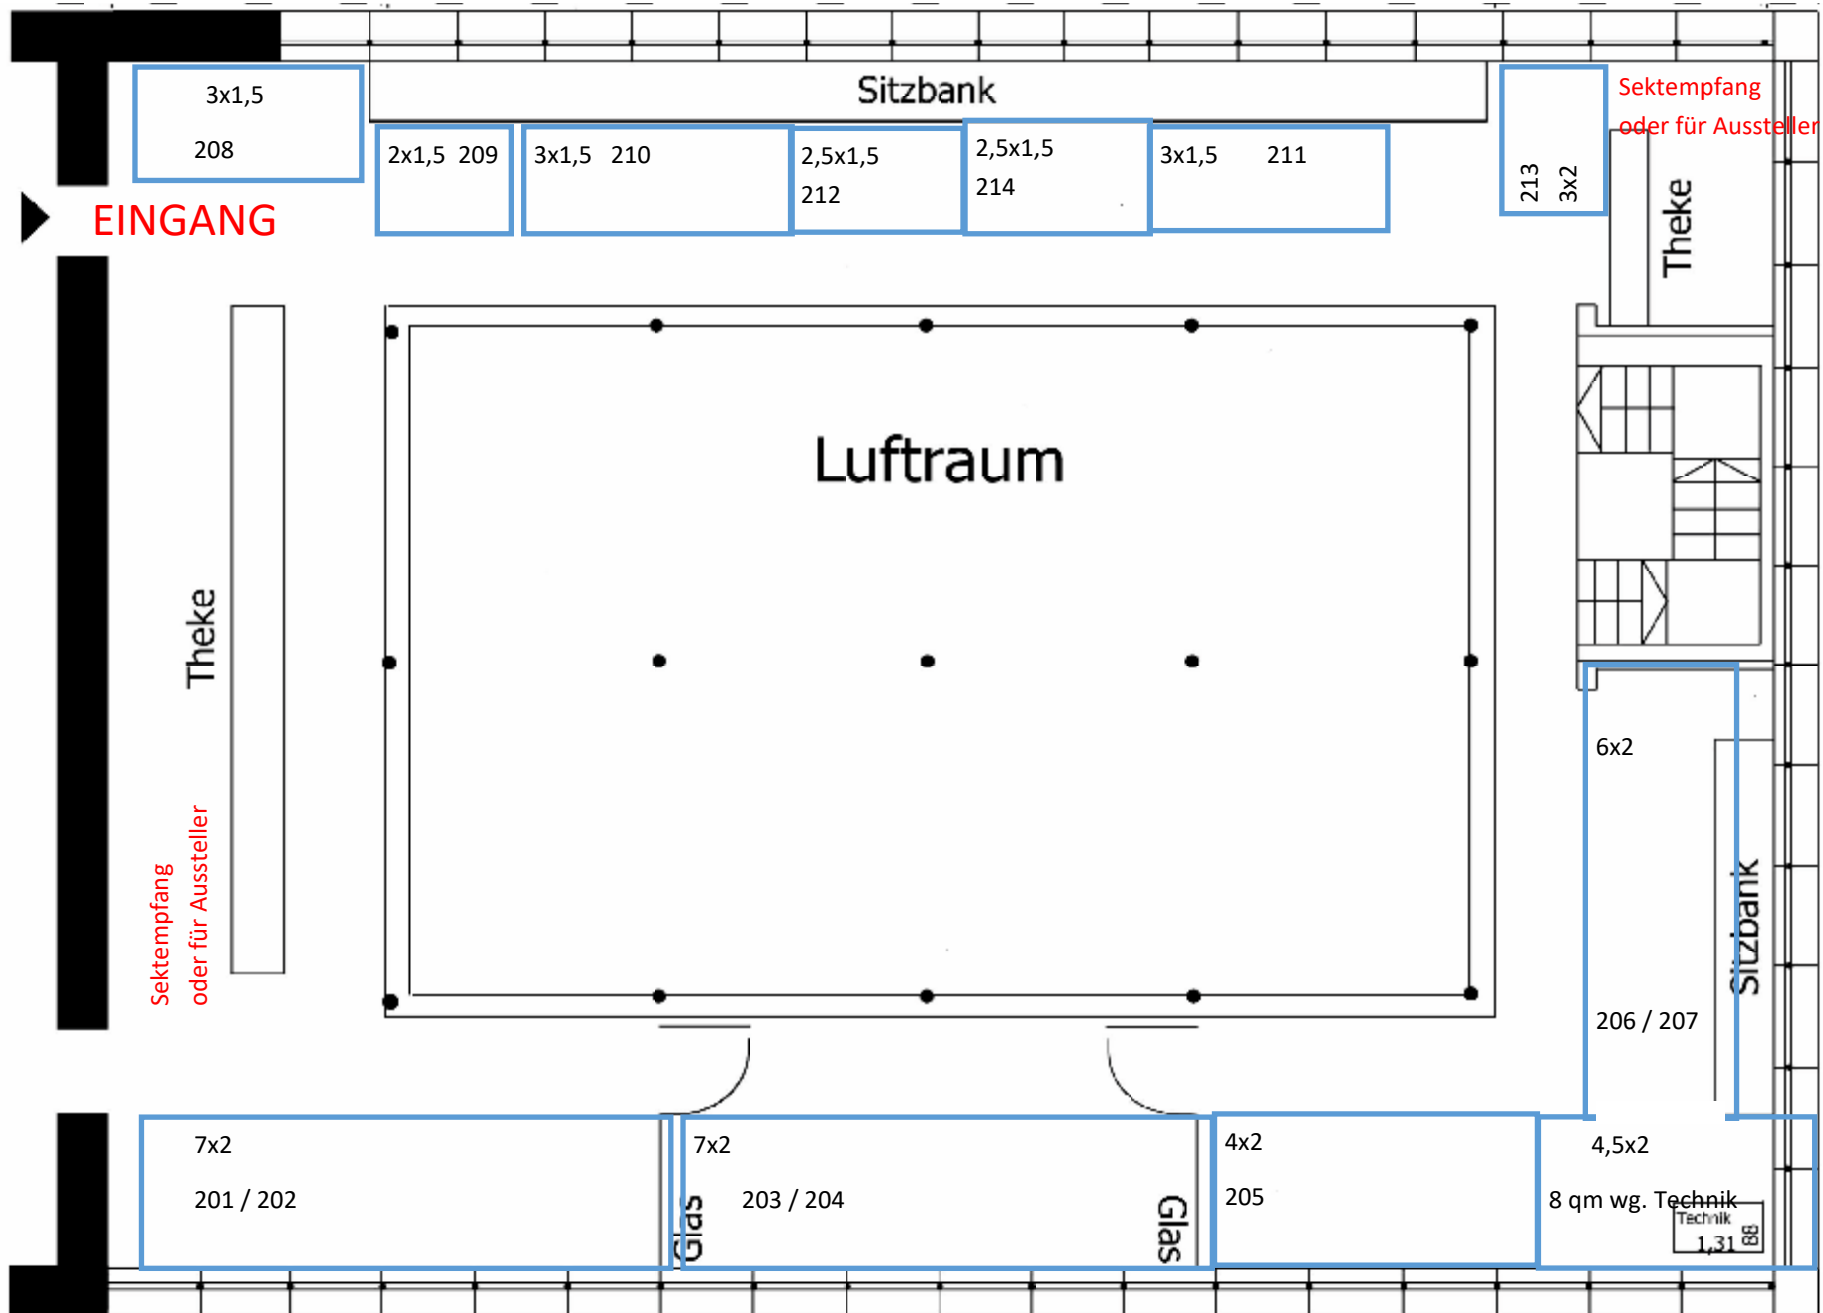 Sitzbank
3x1,5
208
2x1,5 209
3x1,5 210
2,5x1,5
212
2,5x1,5
214
3x1,5 211
213
3x2
Sektempfang
oder für Aussteller
Theke
EINGANG
Luftraum
Theke
Sektempfang
oder für Aussteller
6x2
206 / 207
Sitzbank
7x2
201 / 202
Glas
7x2
203 / 204
Glas
4x2
205
4,5x2
8 qm wg. Technik
Technik
1,31
88